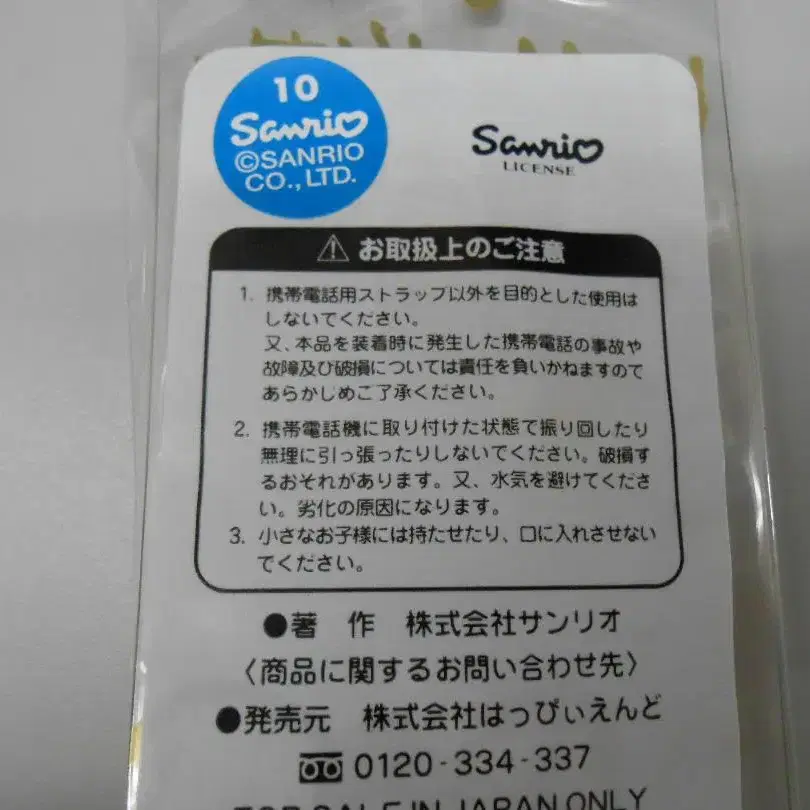 10
Sanrio
©SANRIO
CO., LTD.
Sanrio
LICENSE
⚠ お取扱上のご注意
1. 携帯電話用ストラップ以外を目的とした使用は
しないでください。
又、本品を装着時に発生した携帯電話の事故や
故障及び破損については責任を負いかねますので
あらかじめご了承ください。
2. 携帯電話機に取り付けた状態で振り回したり
無理に引っ張ったりしないでください。破損す
るおそれがあります。又、水気を避けてくださ
い。劣化の原因になります。
3. 小さなお子様には持たせたり、口に入れさせない
でください。
●著 作 株式会社サンリオ
〈商品に関するお問い合わせ先〉
●発売元 株式会社はっぴぃえんど
0120-334-337
FOR SALE IN JAPAN ONLY